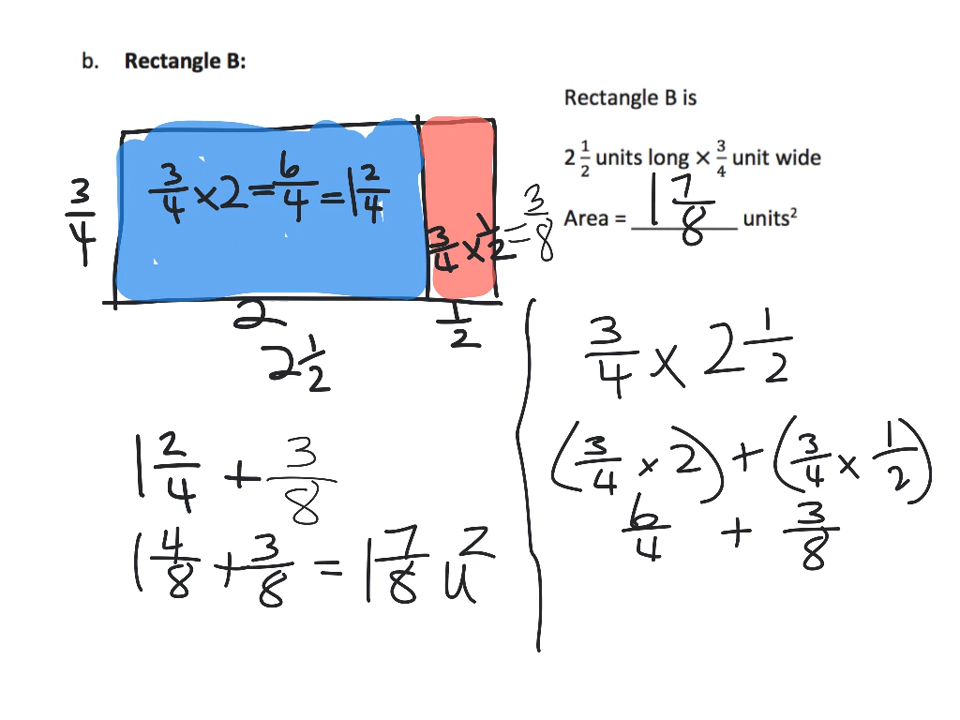 b. Rectangle B:
Rectangle B is
2 1/2 units long × 3/4 unit wide
Area = 1 7/8 units²
3/4
3/4 × 2 = 6/4 = 1 2/4
3/4 × 1/2 = 3/8
2
1/2
2 1/2
1 2/4 + 3/8
1 4/8 + 3/8 = 1 7/8 u²
3/4 × 2 1/2
(3/4 × 2) + (3/4 × 1/2)
6/4 + 3/8